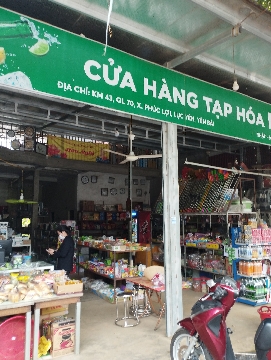 CỬA HÀNG TẠP HÓA
ĐỊA CHỈ: KM 43, QL 70, X. PHÚC LỢI, LỤC YÊN, YÊN BÁI